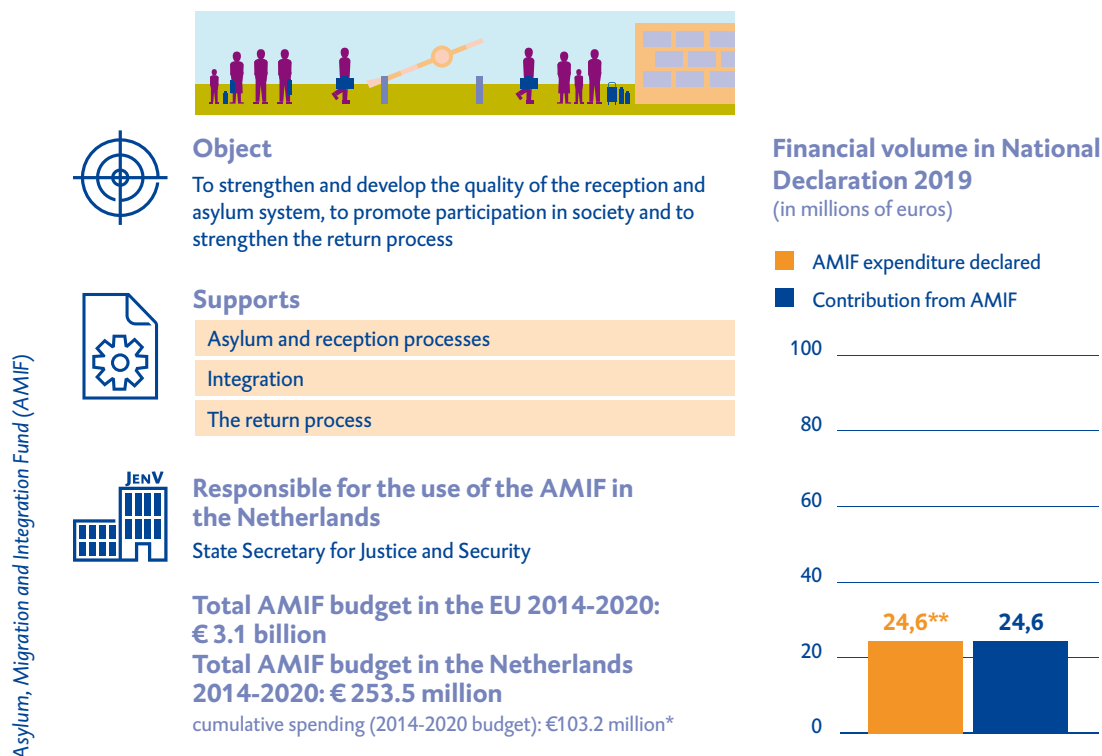 Asylum, Migration and Integration Fund (AMIF)
Object
To strengthen and develop the quality of the reception and
asylum system, to promote participation in society and to
strengthen the return process
Supports
Asylum and reception processes
Integration
The return process
JENV
Responsible for the use of the AMIF in
the Netherlands
State Secretary for Justice and Security
Total AMIF budget in the EU 2014-2020:
€ 3.1 billion
Total AMIF budget in the Netherlands
2014-2020: € 253.5 million
cumulative spending (2014-2020 budget): €103.2 million*
Financial volume in National
Declaration 2019
(in millions of euros)
AMIF expenditure declared
Contribution from AMIF
100
80
60
40
24,6** 24,6
20
0